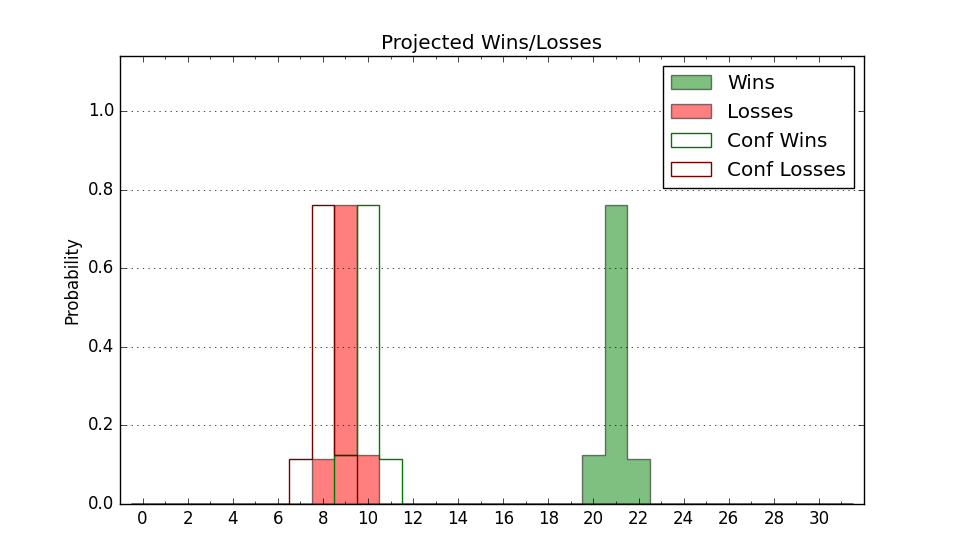 Projected Wins/Losses
Wins
Losses
Conf Wins
Conf Losses
Probability
1.0
0.8
0.6
0.4
0.2
0.0
0 2 4 6 8 10 12 14 16 18 20 22 24 26 28 30